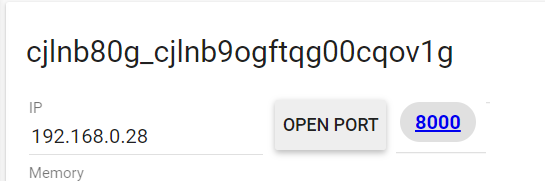 cjlnb80g_cjlnb9ogftqg00cqov1g
IP
192.168.0.28
OPEN PORT
8000
Memory